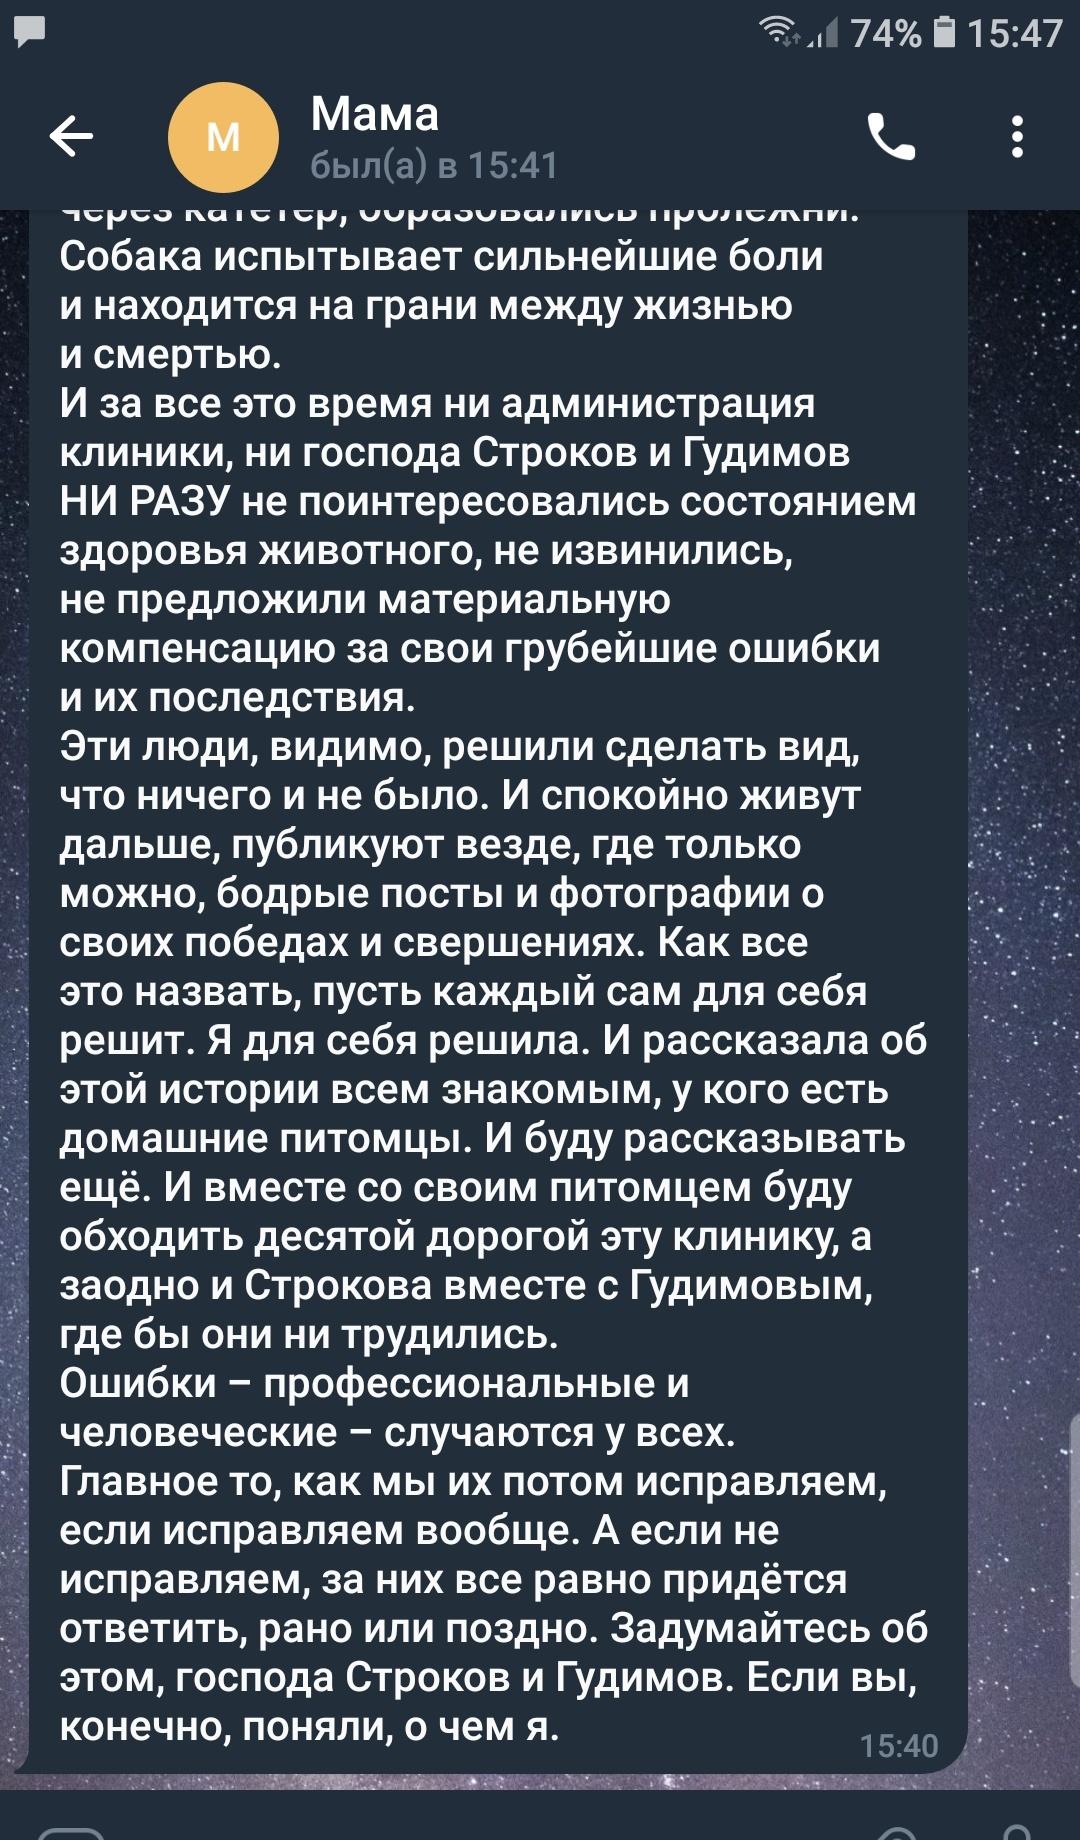 74% 15:47
М
Мама
был(а) в 15:41
через катетер, образовались пролежни.
Собака испытывает сильнейшие боли
и находится на грани между жизнью
и смертью.
И за все это время ни администрация
клиники, ни господа Строков и Гудимов
НИ РАЗУ не поинтересовались состоянием
здоровья животного, не извинились,
не предложили материальную
компенсацию за свои грубейшие ошибки
и их последствия.
Эти люди, видимо, решили сделать вид,
что ничего и не было. И спокойно живут
дальше, публикуют везде, где только
можно, бодрые посты и фотографии о
своих победах и свершениях. Как все
это назвать, пусть каждый сам для себя
решит. Я для себя решила. И рассказала об
этой истории всем знакомым, у кого есть
домашние питомцы. И буду рассказывать
ещё. И вместе со своим питомцем буду
обходить десятой дорогой эту клинику, а
заодно и Строкова вместе с Гудимовым,
где бы они ни трудились.
Ошибки – профессиональные и
человеческие – случаются у всех.
Главное то, как мы их потом исправляем,
если исправляем вообще. А если не
исправляем, за них все равно придётся
ответить, рано или поздно. Задумайтесь об
этом, господа Строков и Гудимов. Если вы,
конечно, поняли, о чем я.
15:40